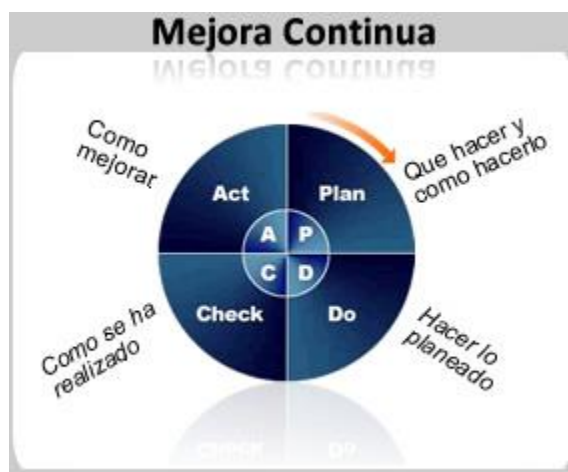 Mejora Continua
Como
mejorar
Que hacer y
como hacerlo
Act
Plan
A
P
C
D
Check
Do
Como se ha
realizado
Hacer lo
planeado